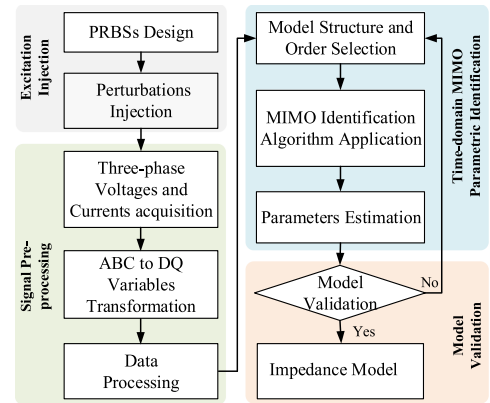 Excitation
Injection
PRBSs Design
Perturbations
Injection
Signal Pre-
processing
Three-phase
Voltages and
Currents acquisition
ABC to DQ
Variables
Transformation
Data
Processing
Model Structure and
Order Selection
MIMO Identification
Algorithm Application
Parameters Estimation
Time-domain MIMO
Parametric Identification
Model
Validation
No
Yes
Impedance Model
Model
Validation